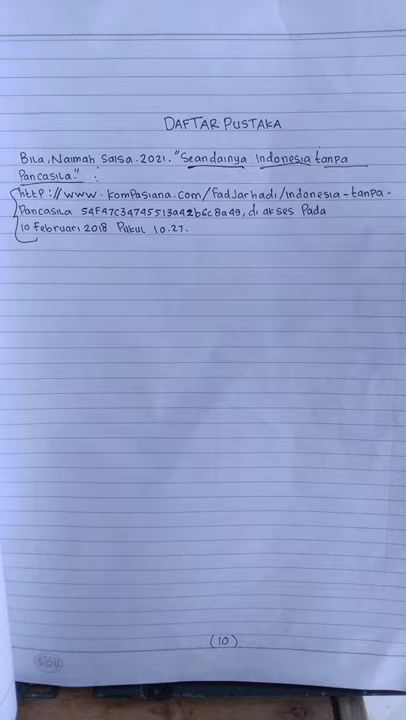 DAFTAR PUSTAKA
Bila, Naimah Salsa. 2021. "Seandainya Indonesia tanpa
Pancasila." :
http://www.kompasiana.com/Fadjarhadi/indonesia-tanpa-
Pancasila 54F47C34745513a42b6c8a49, di akses Pada
10 Februari 2018 Pukul 10.27.
(10)
SIDU